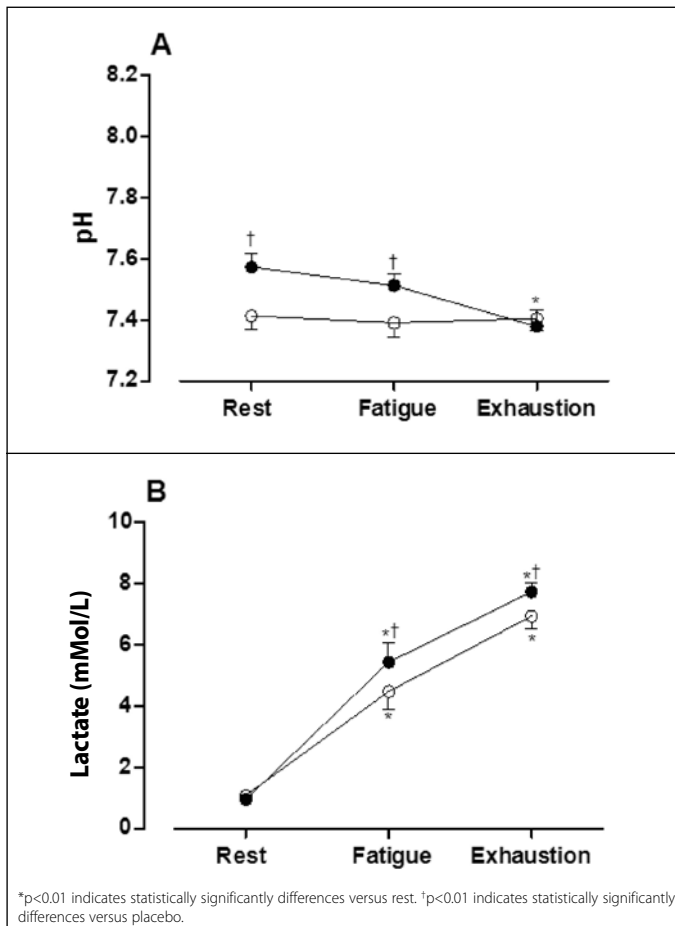 A
8.2
8.0
7.8
7.6
7.4
7.2
pH
†
†
*
Rest Fatigue Exhaustion
B
10
8
6
4
2
0
Lactate (mMol/L)
*†
*
*†
*
Rest Fatigue Exhaustion
*p<0.01 indicates statistically significantly differences versus rest. †p<0.01 indicates statistically significantly
differences versus placebo.